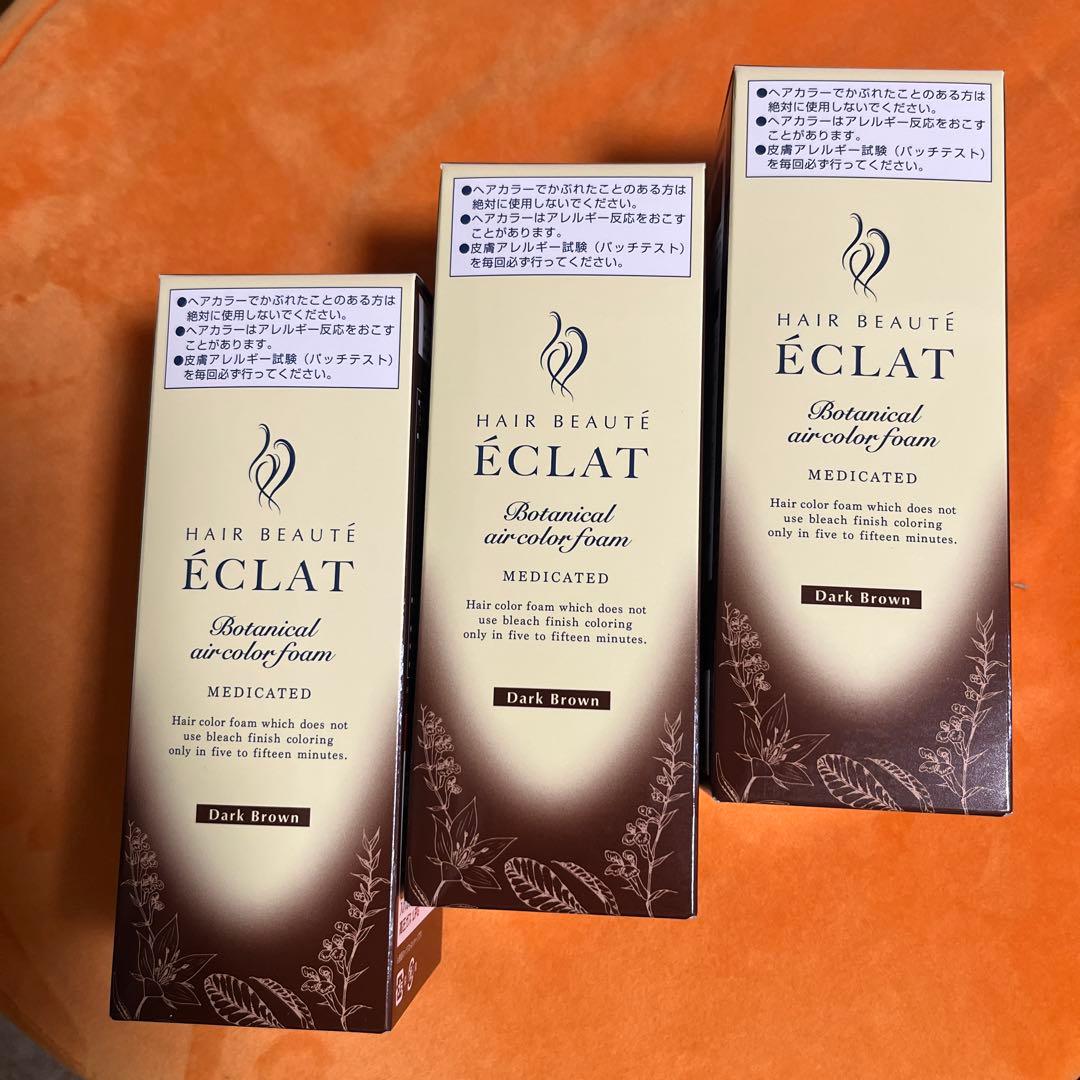 ●ヘアカラーでかぶれたことのある方は
絶対に使用しないでください。
●ヘアカラーはアレルギー反応をおこす
ことがあります。
●皮膚アレルギー試験（パッチテスト）
を毎回必ず行ってください。
HAIR BEAUTÉ
ÉCLAT
Botanical
air color foam
MEDICATED
Hair color foam which does not
use bleach finish coloring
only in five to fifteen minutes.
Dark Brown
●ヘアカラーでかぶれたことのある方は
絶対に使用しないでください。
●ヘアカラーはアレルギー反応をおこす
ことがあります。
●皮膚アレルギー試験（パッチテスト）
を毎回必ず行ってください。
HAIR BEAUTÉ
ÉCLAT
Botanical
air color foam
MEDICATED
Hair color foam which does not
use bleach finish coloring
only in five to fifteen minutes.
Dark Brown
●ヘアカラーでかぶれたことのある方は
絶対に使用しないでください。
●ヘアカラーはアレルギー反応をおこす
ことがあります。
●皮膚アレルギー試験（パッチテスト）
を毎回必ず行ってください。
HAIR BEAUTÉ
ÉCLAT
Botanical
air color foam
MEDICATED
Hair color foam which does not
use bleach finish coloring
only in five to fifteen minutes.
Dark Brown